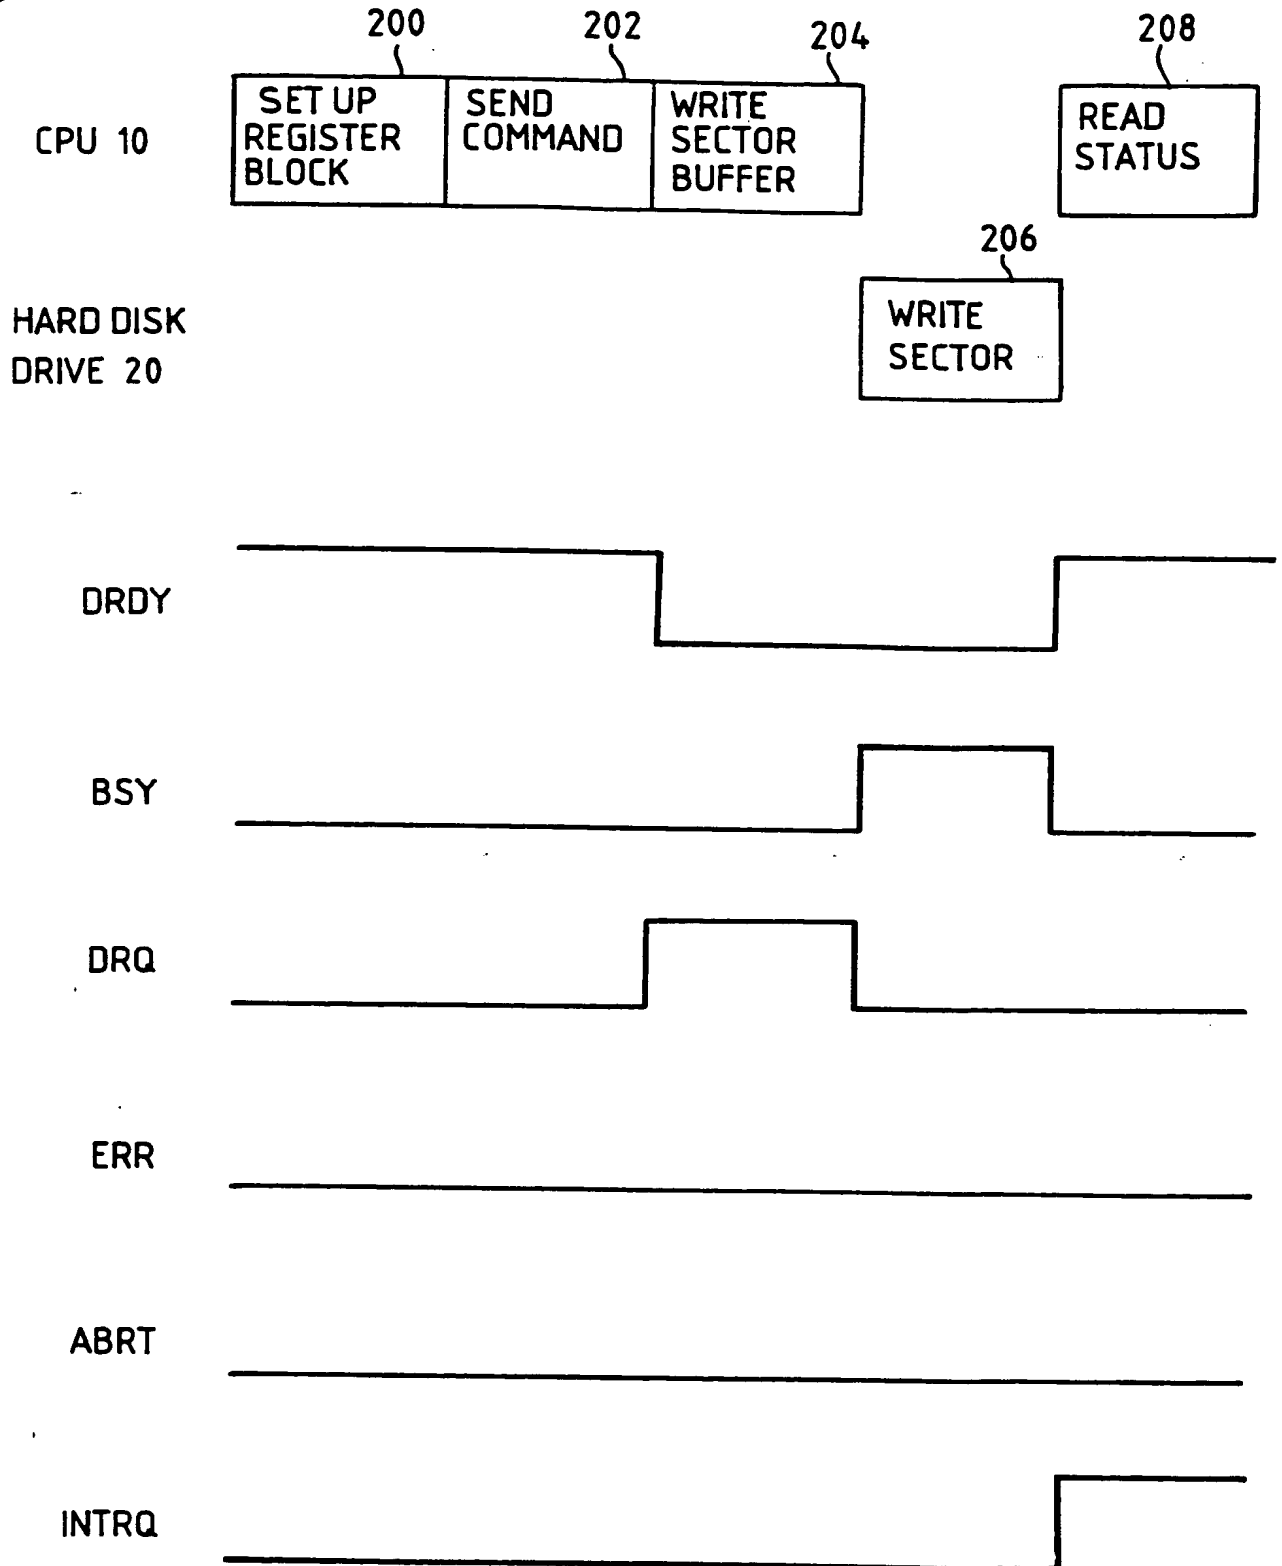 200
202
204
208
CPU 10
SET UP
REGISTER
BLOCK
SEND
COMMAND
WRITE
SECTOR
BUFFER
READ
STATUS
206
HARD DISK
DRIVE 20
WRITE
SECTOR
DRDY
BSY
DRQ
ERR
ABRT
INTRQ